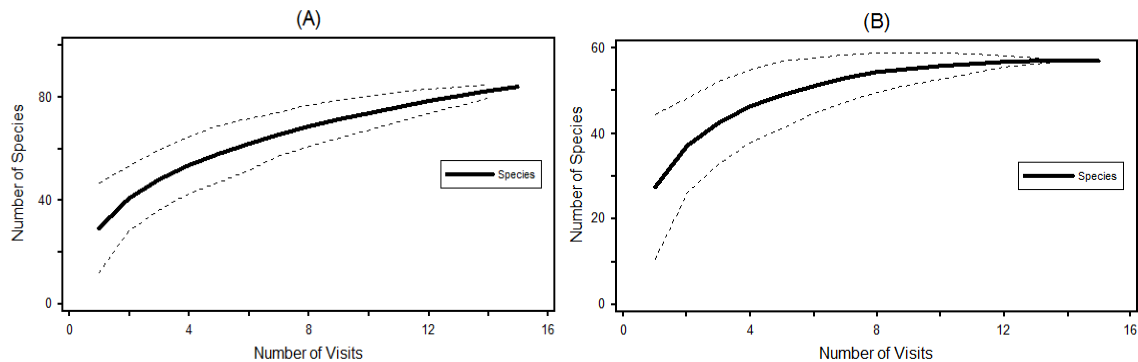 (A)
Number of Species
80
40
0
Species
0 4 8 12 16
Number of Visits
(B)
Number of Species
60
40
20
0
Species
0 4 8 12 16
Number of Visits